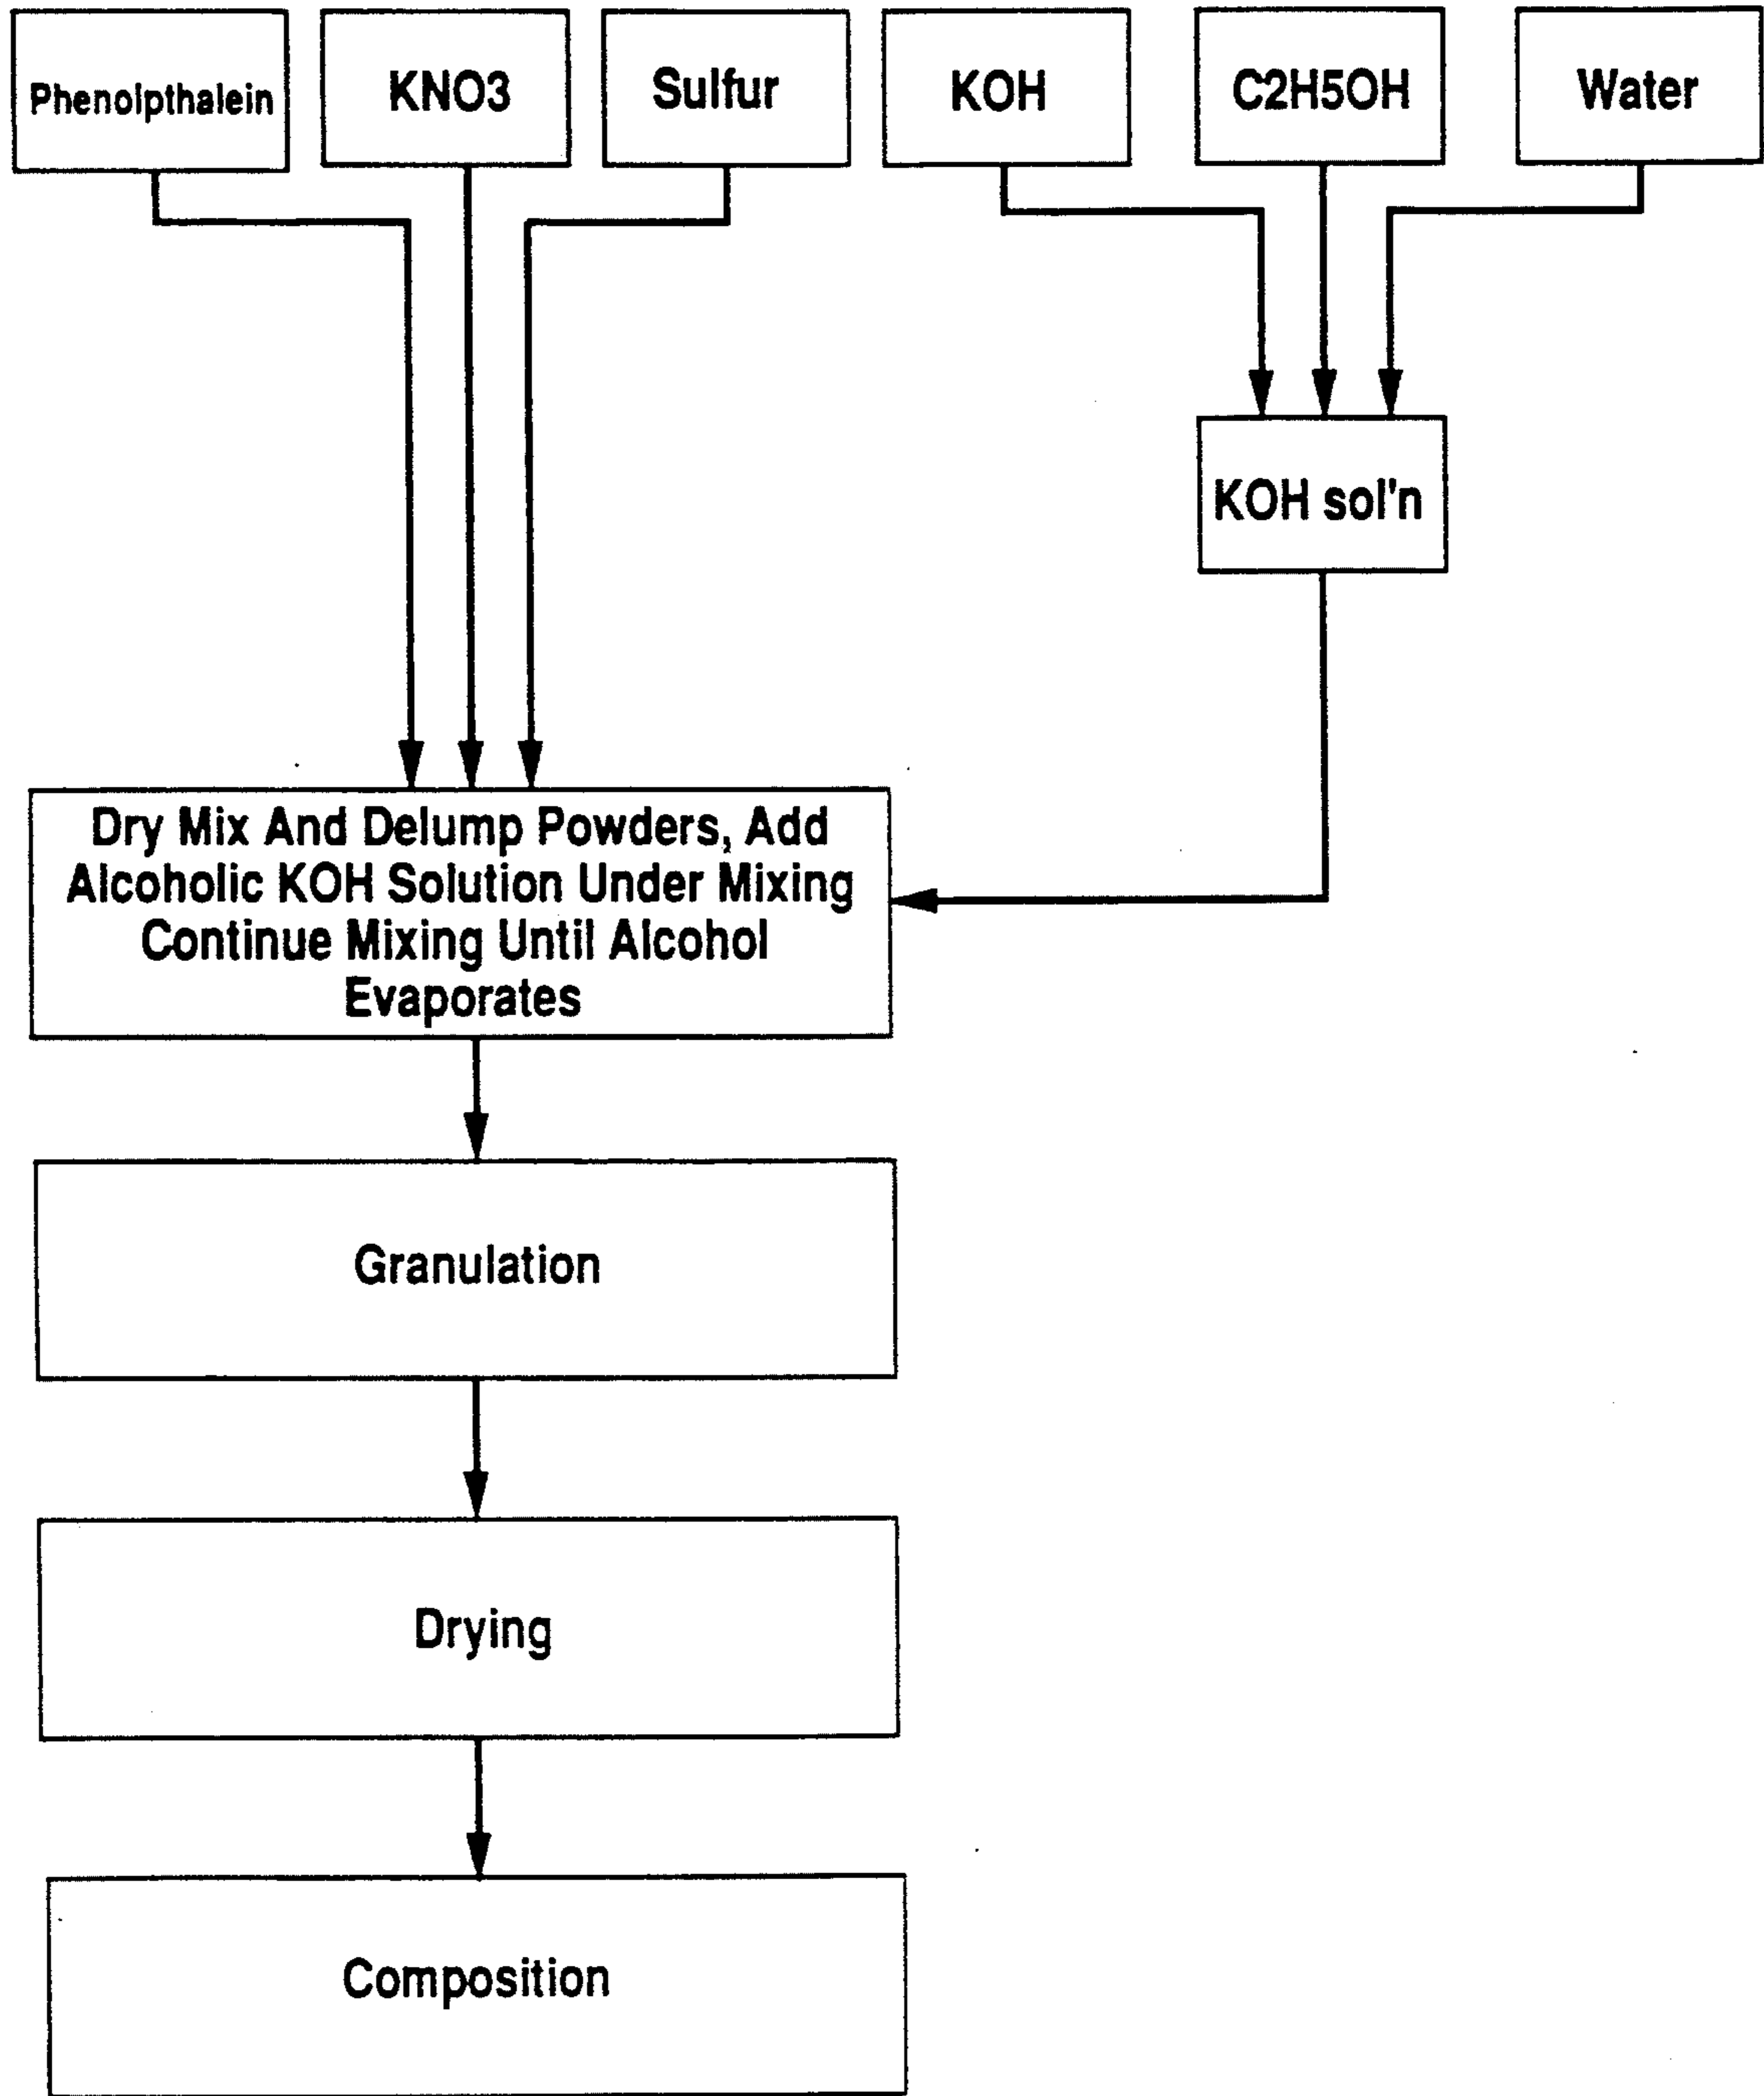 Phenolpthalein
KNO3
Sulfur
KOH
C2H5OH
Water
KOH sol'n
Dry Mix And Delump Powders, Add
Alcoholic KOH Solution Under Mixing
Continue Mixing Until Alcohol
Evaporates
Granulation
Drying
Composition